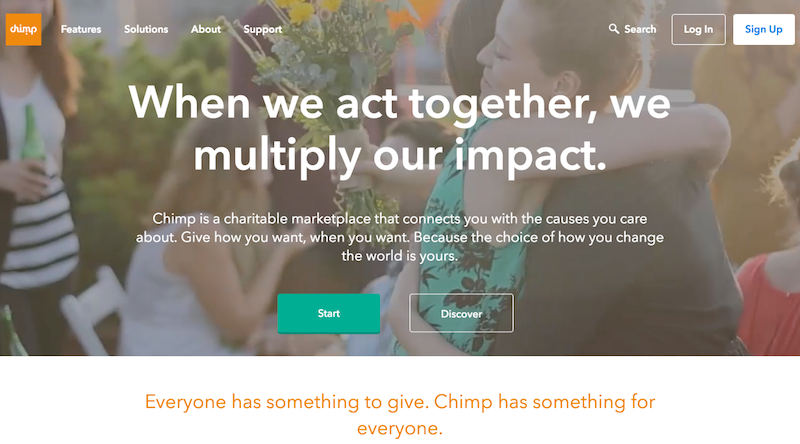 chimp Features Solutions About Support Search Log In Sign Up
When we act together, we
multiply our impact.
Chimp is a charitable marketplace that connects you with the causes you care
about. Give how you want, when you want. Because the choice of how you change
the world is yours.
Start Discover
Everyone has something to give. Chimp has something for
everyone.